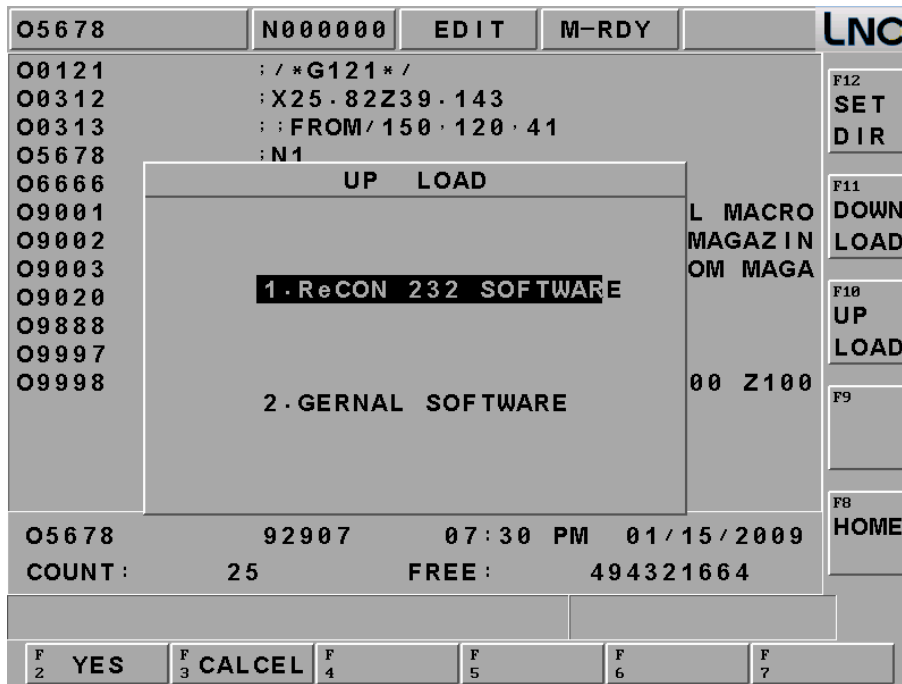 O5678 N000000 EDIT M-RDY LNC
O0121 ;/*G121*/
O0312 ;X25.82Z39.143
O0313 ;;FROM/150,120,41
O5678 ;N1
O6666
O9001 L MACRO
O9002 MAGAZIN
O9003 OM MAGA
O9020
O9888
O9997
O9998 00 Z100
UP LOAD
1.ReCON 232 SOFTWARE
2.GERNAL SOFTWARE
O5678 92907 07:30 PM 01/15/2009
COUNT: 25 FREE: 494321664
F12
SET
DIR
F11
DOWN
LOAD
F10
UP
LOAD
F9
F8
HOME
F2 YES F3 CALCEL F4 F5 F6 F7